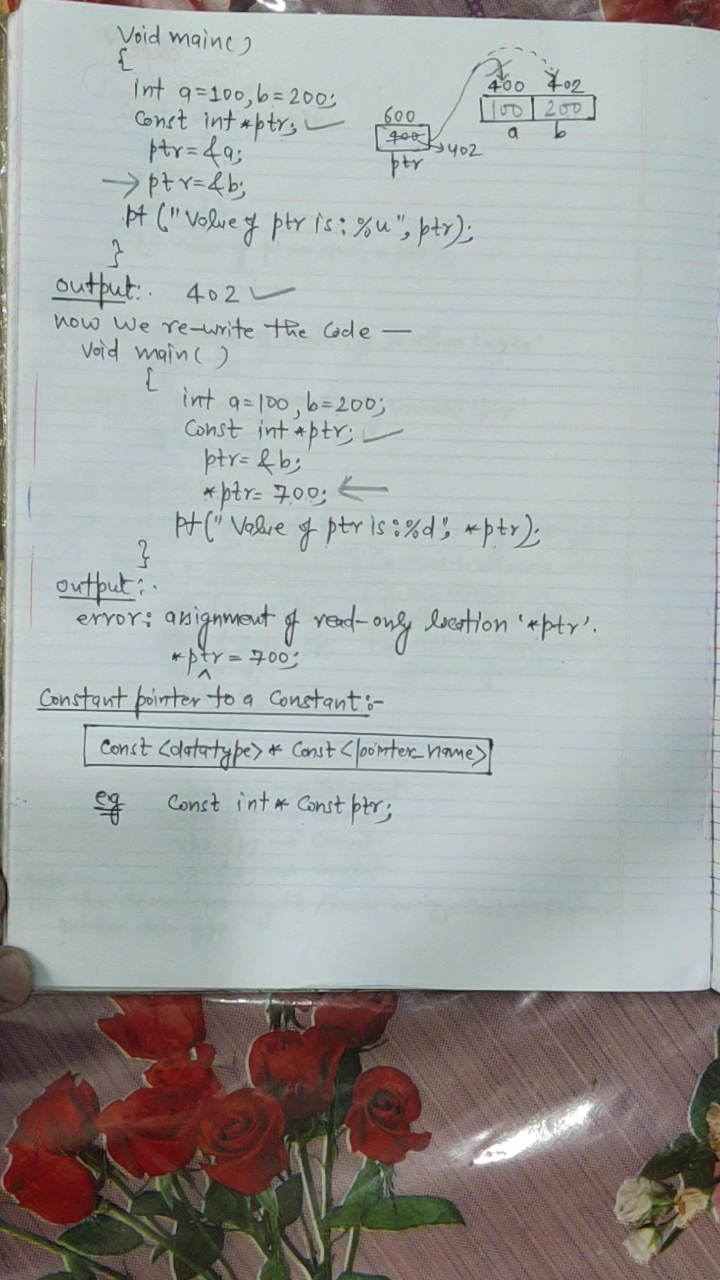 Void main()
{
int a=100, b=200;
Const int *ptr;
ptr=&a;
→ ptr=&b;
pt ("Value of ptr is: %u", ptr);
}
400 402
100 200
a b
600
400
→402
ptr
output:. 402
now we re-write the Code —
Void main( )
{
int a=100, b=200;
Const int *ptr;
ptr= &b;
*ptr= 700; ←
pt(" Value of ptr is:%d", *ptr);
}
output:.
error: assignment of read-only location '*ptr'.
*ptr = 700;
^
Constant pointer to a Constant:-
Const <datatype> * Const <pointer_name>
eg Const int * Const ptr;